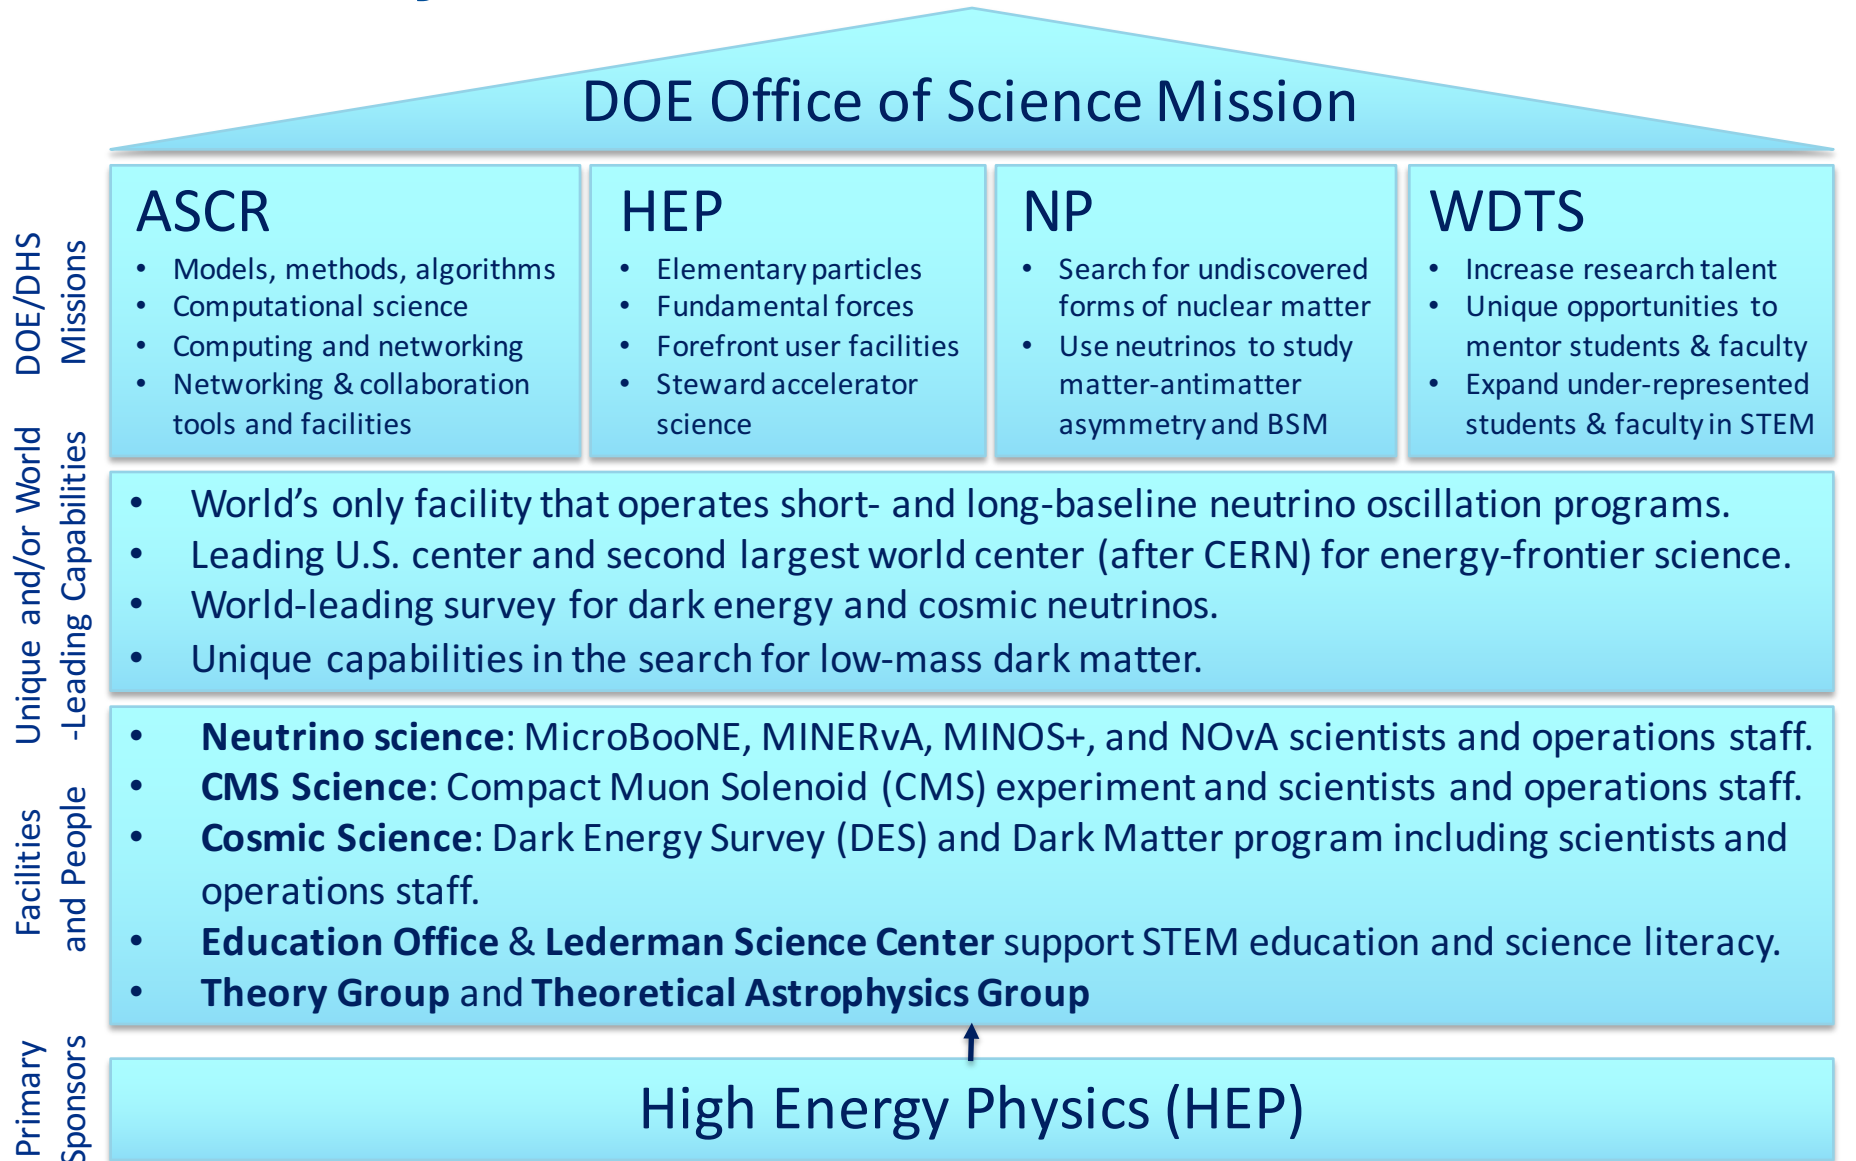 DOE Office of Science Mission
DOE/DHS
Missions
ASCR
• Models, methods, algorithms
• Computational science
• Computing and networking
• Networking & collaboration
tools and facilities
HEP
• Elementary particles
• Fundamental forces
• Forefront user facilities
• Steward accelerator
science
NP
• Search for undiscovered
forms of nuclear matter
• Use neutrinos to study
matter-antimatter
asymmetry and BSM
WDTS
• Increase research talent
• Unique opportunities to
mentor students & faculty
• Expand under-represented
students & faculty in STEM
Unique and/or World
-Leading Capabilities
• World's only facility that operates short- and long-baseline neutrino oscillation programs.
• Leading U.S. center and second largest world center (after CERN) for energy-frontier science.
• World-leading survey for dark energy and cosmic neutrinos.
• Unique capabilities in the search for low-mass dark matter.
Facilities
and People
• Neutrino science: MicroBooNE, MINERvA, MINOS+, and NOvA scientists and operations staff.
• CMS Science: Compact Muon Solenoid (CMS) experiment and scientists and operations staff.
• Cosmic Science: Dark Energy Survey (DES) and Dark Matter program including scientists and
operations staff.
• Education Office & Lederman Science Center support STEM education and science literacy.
• Theory Group and Theoretical Astrophysics Group
Primary
Sponsors
High Energy Physics (HEP)